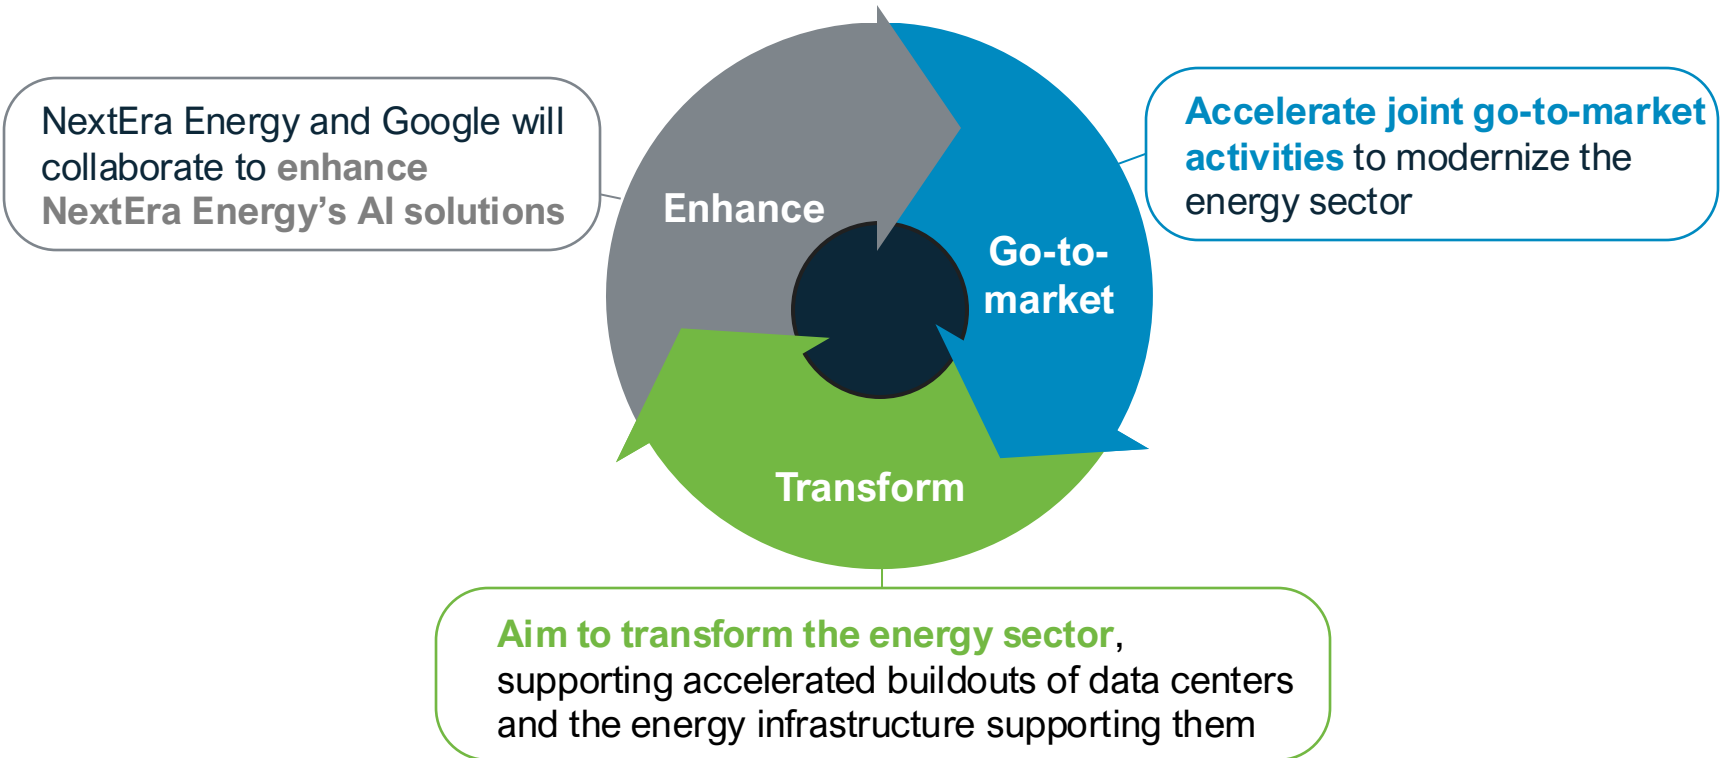 NextEra Energy and Google will
collaborate to enhance
NextEra Energy’s AI solutions
Enhance
Go-to-
market
Accelerate joint go-to-market
activities to modernize the
energy sector
Transform
Aim to transform the energy sector,
supporting accelerated buildouts of data centers
and the energy infrastructure supporting them